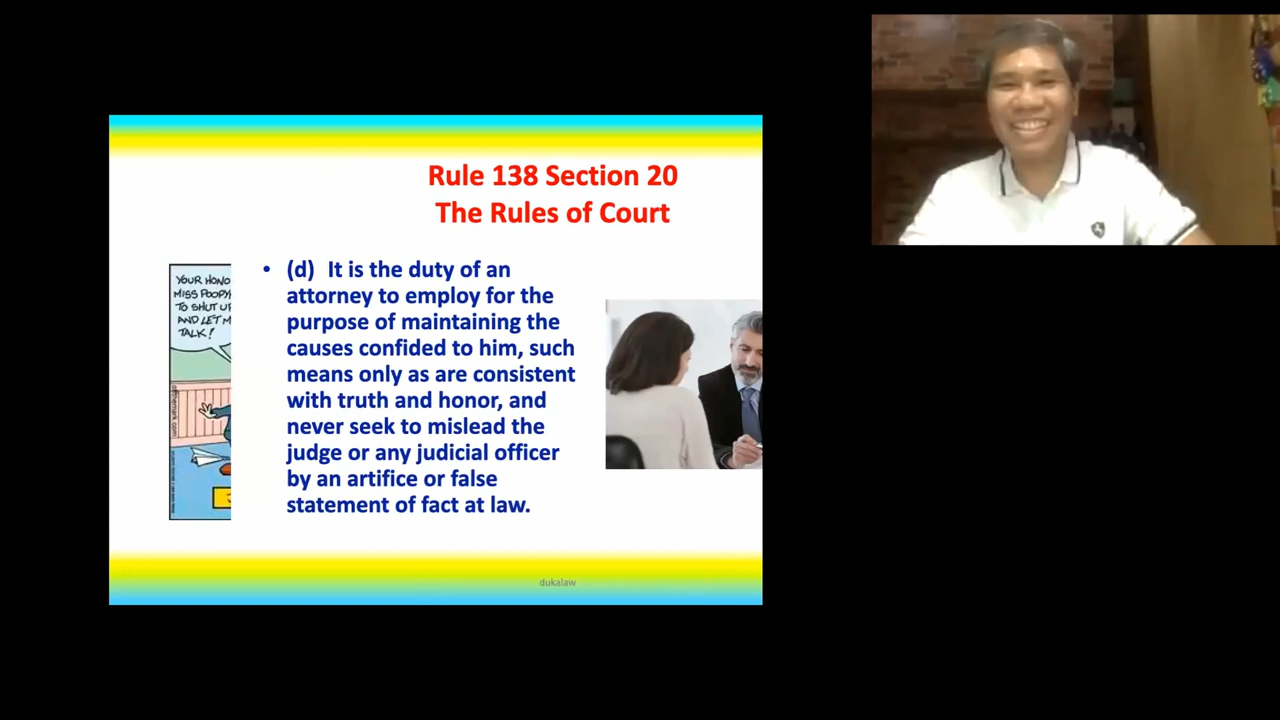 Rule 138 Section 20
The Rules of Court
YOUR HONO
MISS POOPY
TO SHUT UP
AND LET M
TALK!
• (d) It is the duty of an
attorney to employ for the
purpose of maintaining the
causes confided to him, such
means only as are consistent
with truth and honor, and
never seek to mislead the
judge or any judicial officer
by an artifice or false
statement of fact at law.
dukalaw